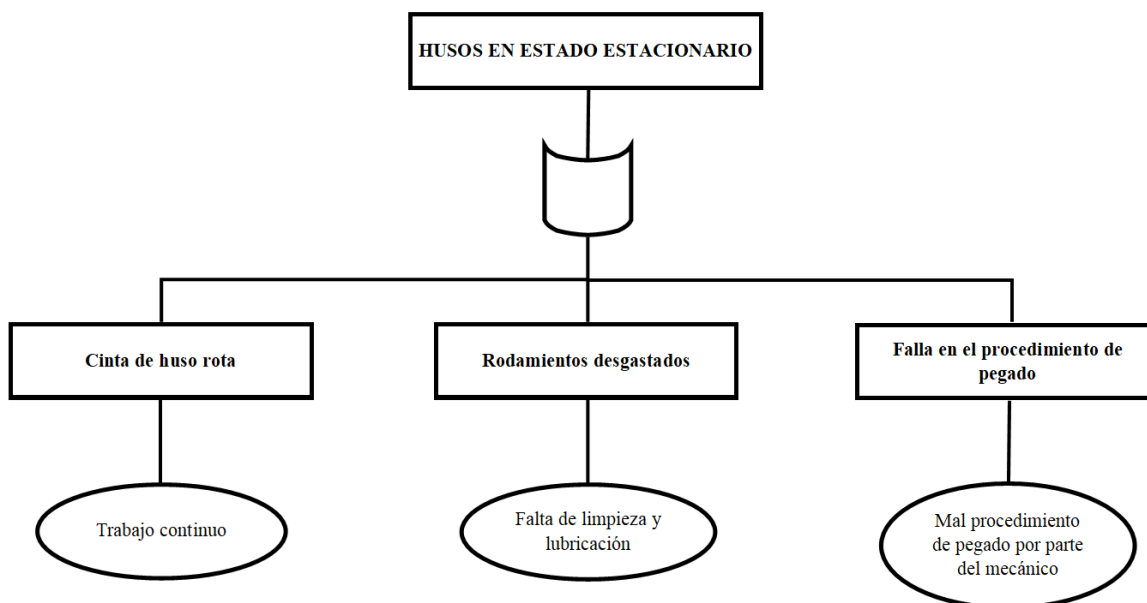 HUSOS EN ESTADO ESTACIONARIO
Cinta de huso rota
Rodamientos desgastados
Falla en el procedimiento de
pegado
Trabajo continuo
Falta de limpieza y
lubricación
Mal procedimiento
de pegado por parte
del mecánico